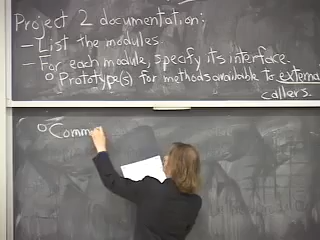 Project 2 documentation:
- List the modules.
- For each module, specify its interface.
o Prototype(s) for methods available to external
callers.
o Comm